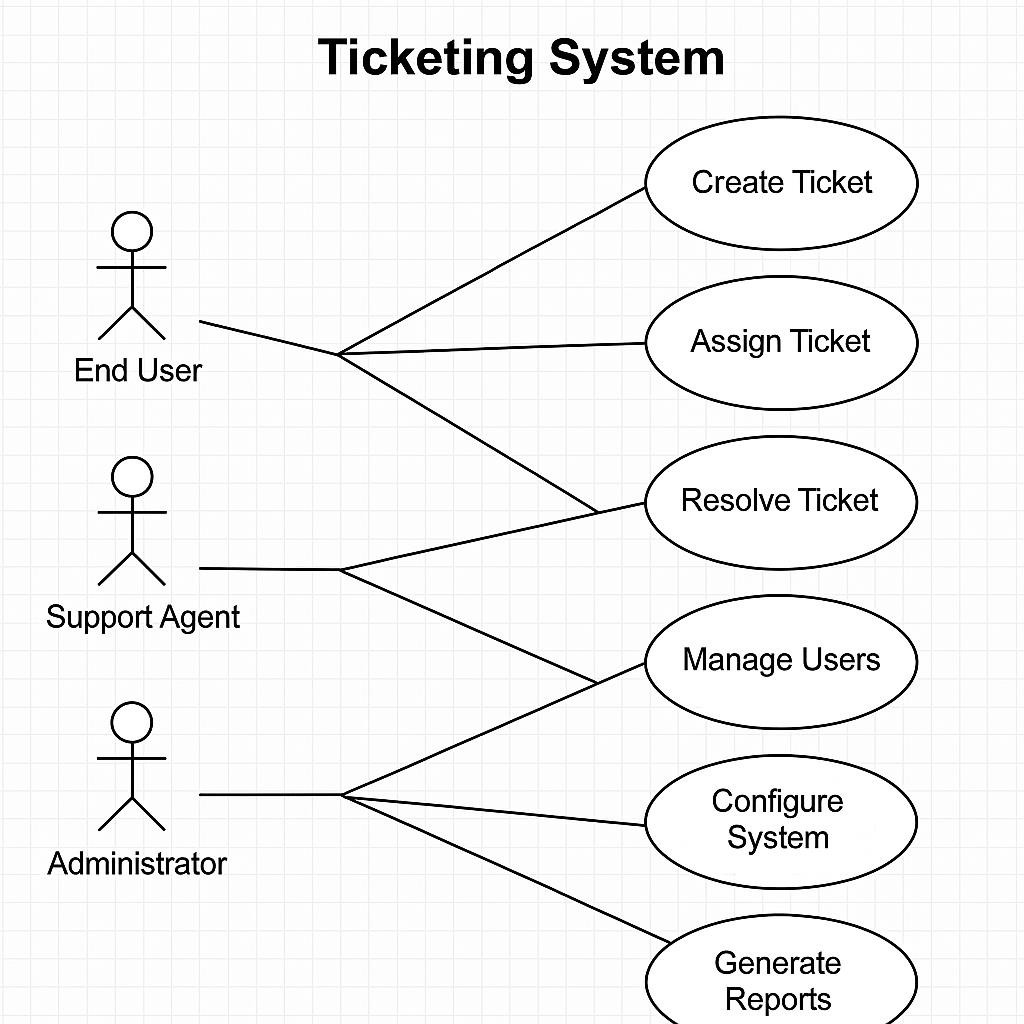 Ticketing System
Create Ticket
End User
Assign Ticket
Support Agent
Resolve Ticket
Administrator
Manage Users
Configure
System
Generate
Reports